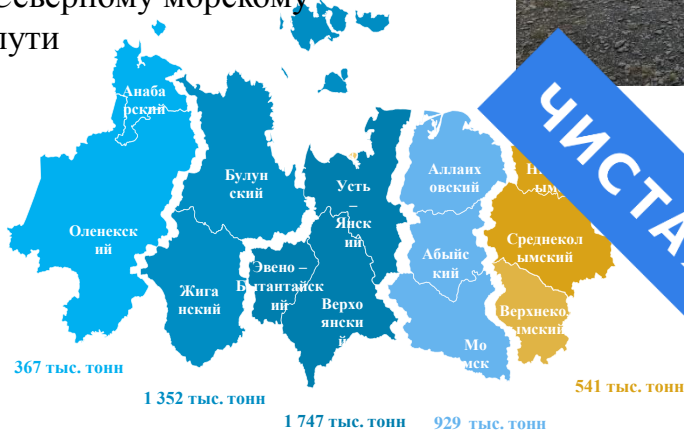 Северному морскому
пути
ЧИСТА
Анаба
рский
Булун
ский
Аллаих
овский
Усть
–
Янск
ий
Оленекск
ий
Среднекол
ымский
Абыйс
кий
Эвено –
Бытантайск
ий
Жига
нский
Верхо
янски
й
Верхнекол
ымский
Мо
мск
367 тыс. тонн
541 тыс. тонн
1 352 тыс. тонн
1 747 тыс. тонн
929 тыс. тонн